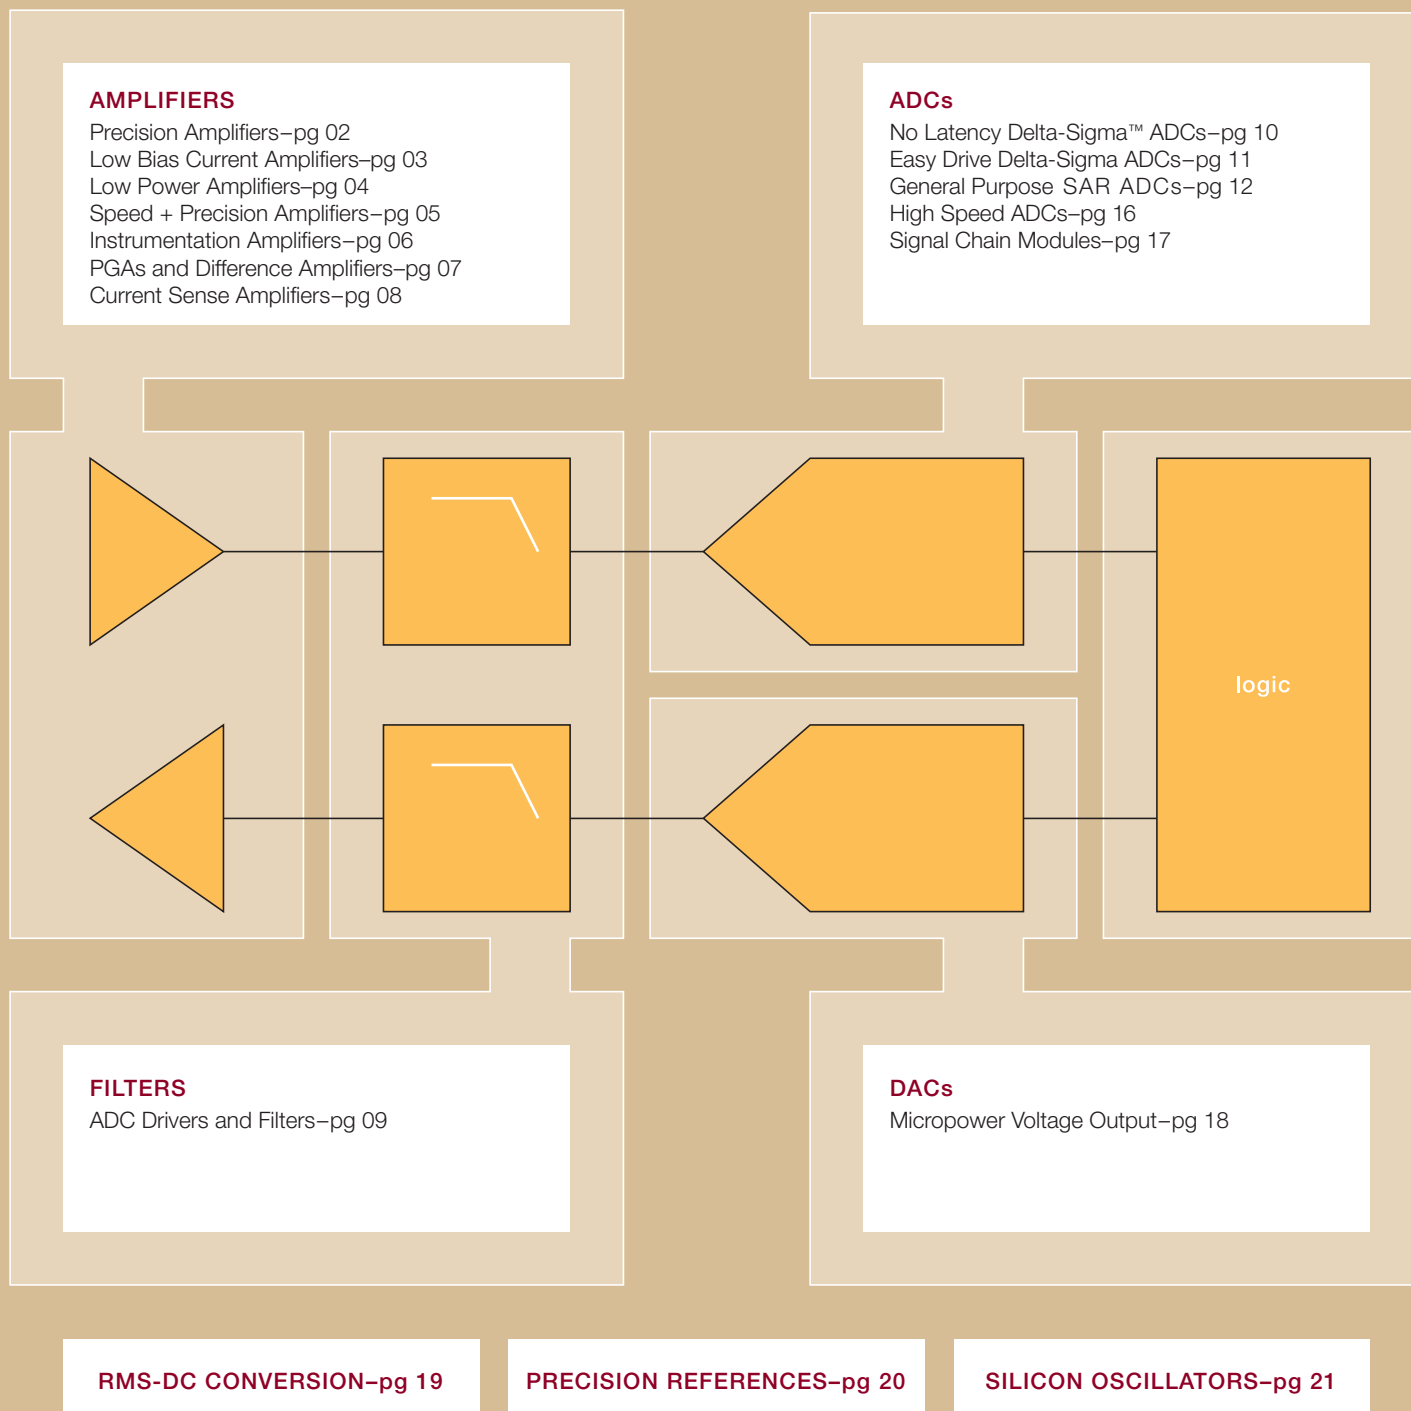 AMPLIFIERS
Precision Amplifiers–pg 02
Low Bias Current Amplifiers–pg 03
Low Power Amplifiers–pg 04
Speed + Precision Amplifiers–pg 05
Instrumentation Amplifiers–pg 06
PGAs and Difference Amplifiers–pg 07
Current Sense Amplifiers–pg 08
ADCs
No Latency Delta-Sigma™ ADCs–pg 10
Easy Drive Delta-Sigma ADCs–pg 11
General Purpose SAR ADCs–pg 12
High Speed ADCs–pg 16
Signal Chain Modules–pg 17
logic
FILTERS
ADC Drivers and Filters–pg 09
DACs
Micropower Voltage Output–pg 18
RMS-DC CONVERSION–pg 19
PRECISION REFERENCES–pg 20
SILICON OSCILLATORS–pg 21